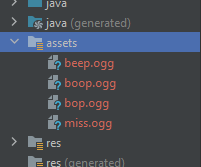 java
java (generated)
assets
beep.ogg
boop.ogg
bop.ogg
miss.ogg
res
res (generated)